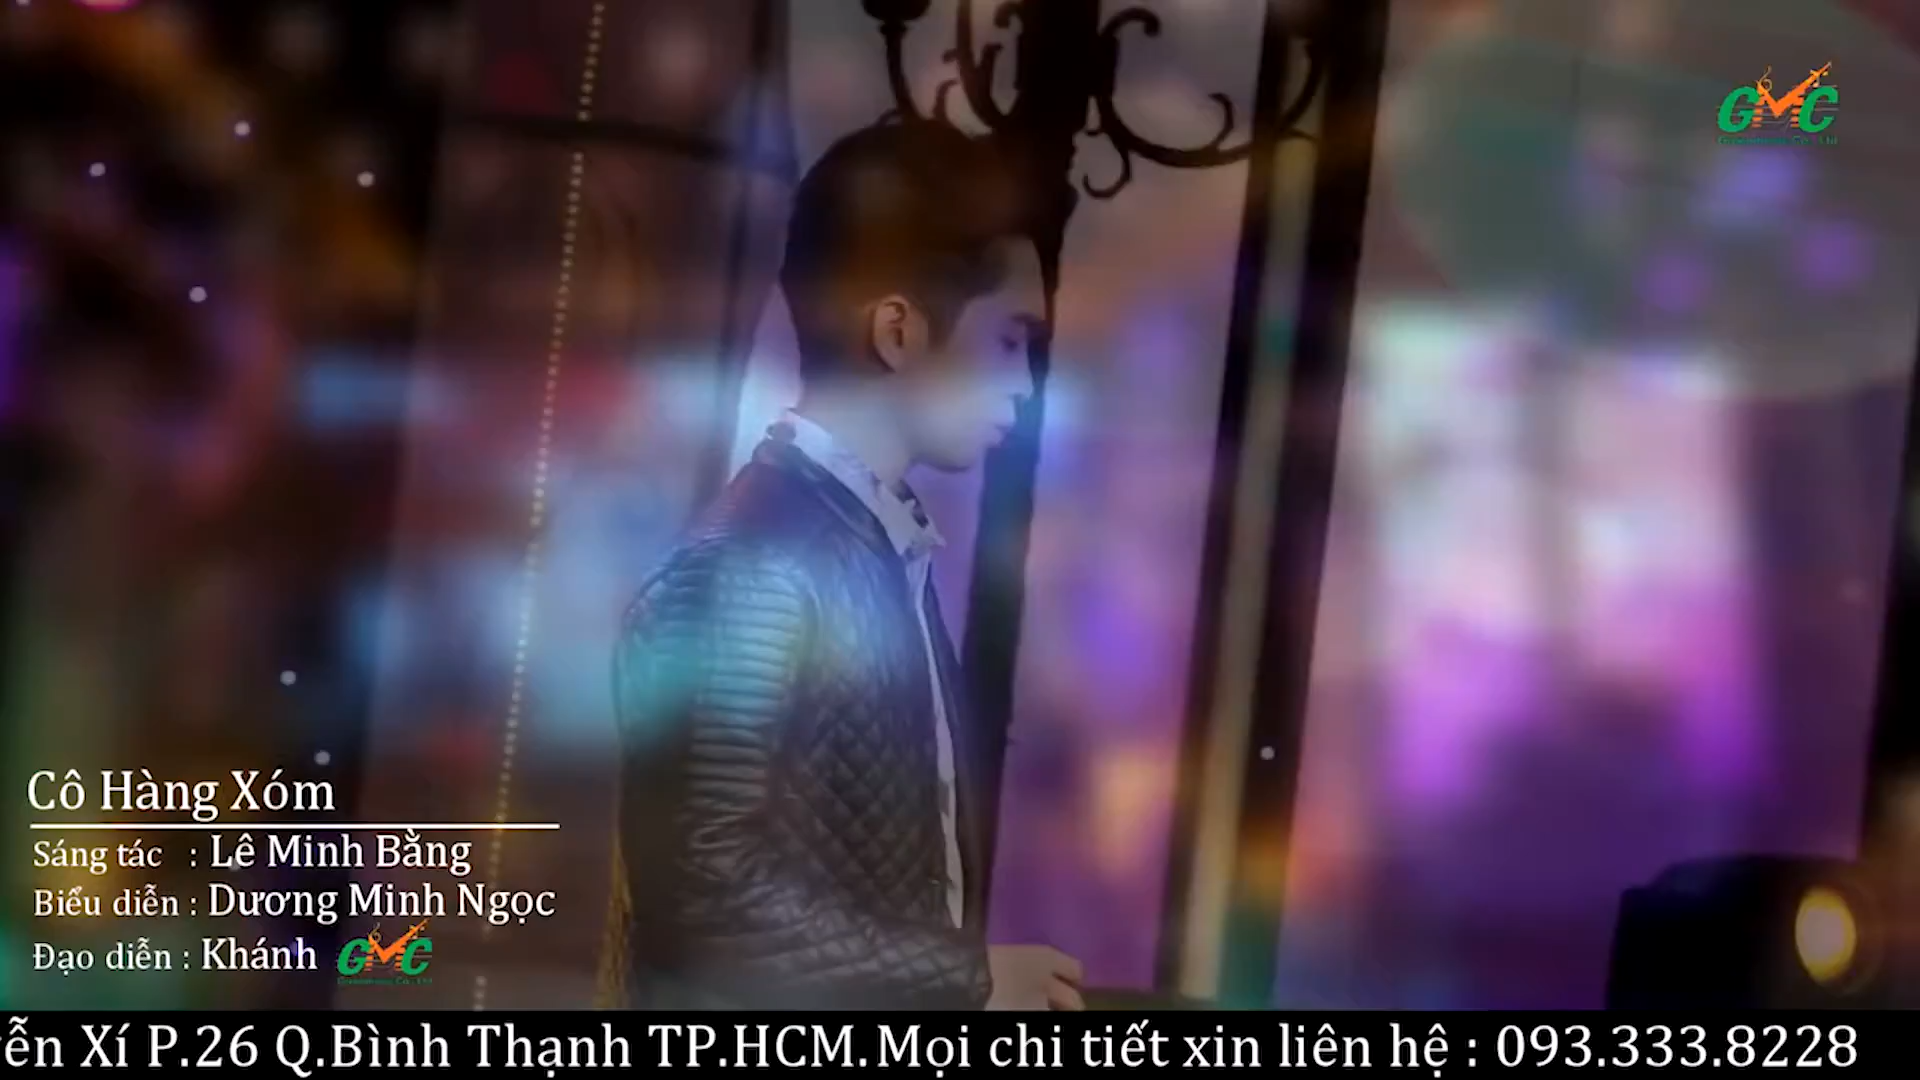 GMC
Cô Hàng Xóm
Sáng tác : Lê Minh Bằng
Biểu diễn : Dương Minh Ngọc
Đạo diễn : Khánh GMC
ễn Xí P.26 Q.Bình Thạnh TP.HCM.Mọi chi tiết xin liên hệ : 093.333.8228